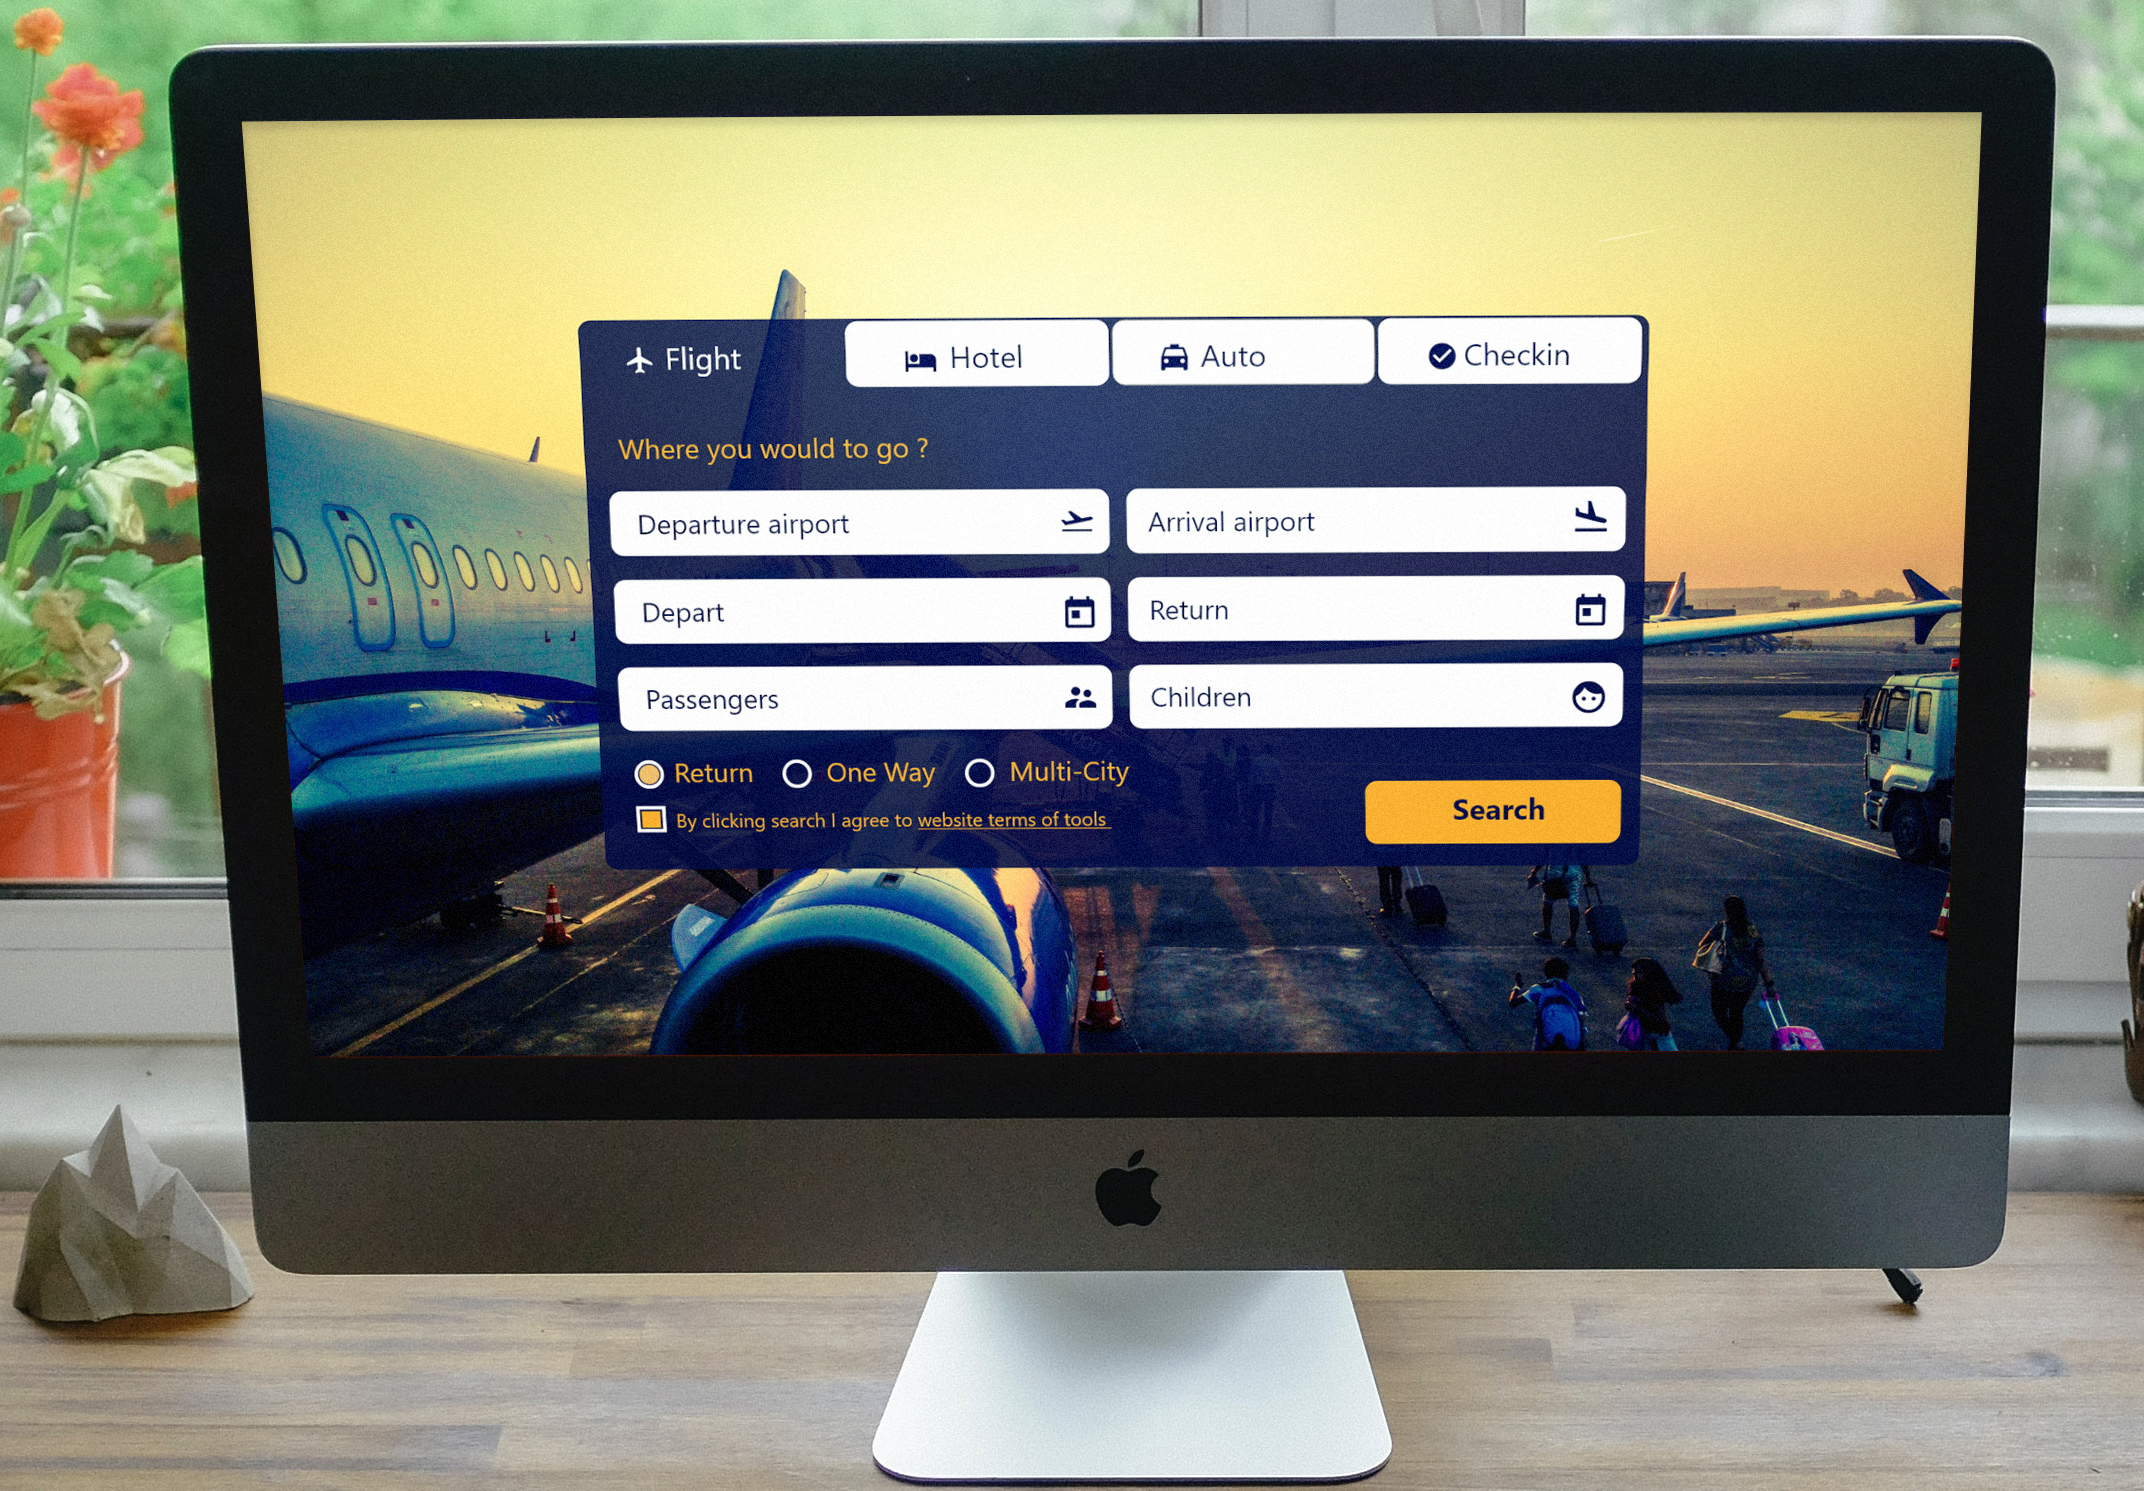 Flight Hotel Auto Checkin
Where you would to go ?
Departure airport Arrival airport
Depart Return
Passengers Children
Return One Way Multi-City
By clicking search I agree to website terms of tools
Search